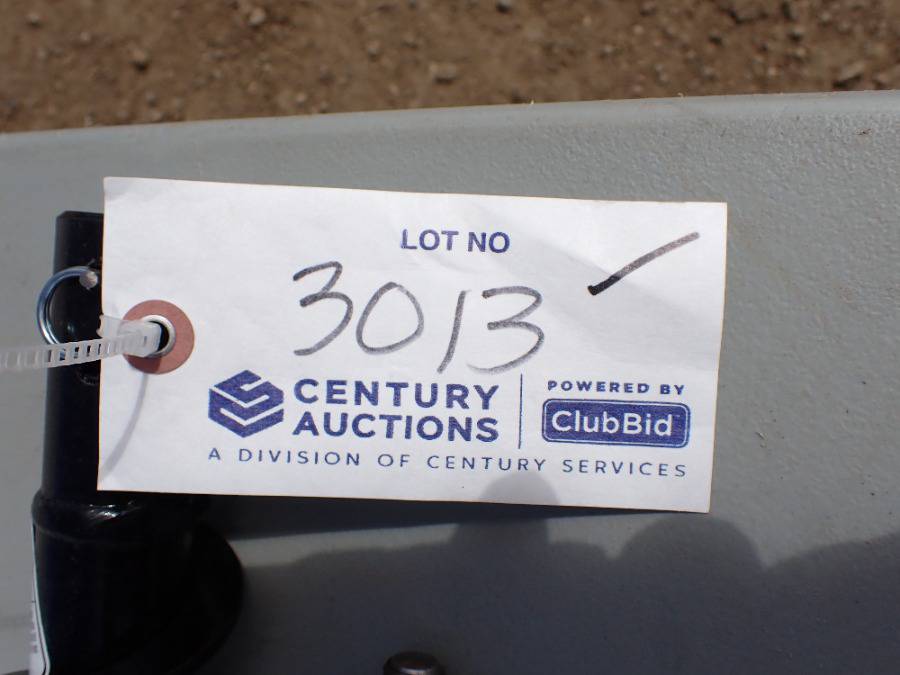 LOT NO
3013
CENTURY
AUCTIONS
POWERED BY
ClubBid
A DIVISION OF CENTURY SERVICES